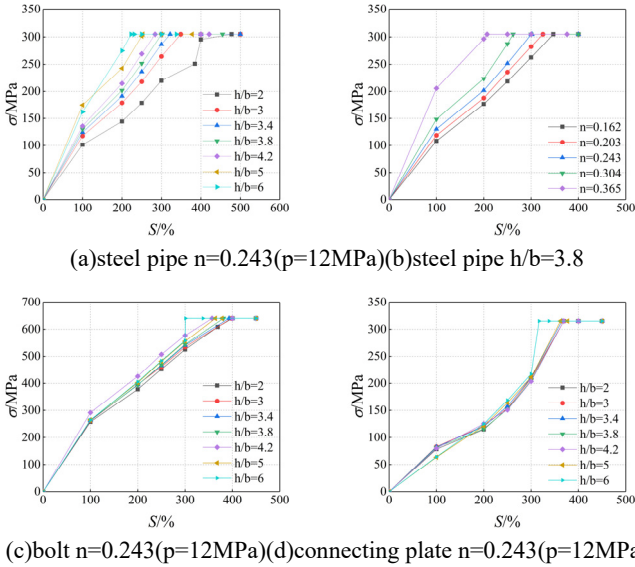 350
300
250
200
150
100
50
0
σ/MPa
h/b=2
h/b=3
h/b=3.4
h/b=3.8
h/b=4.2
h/b=5
h/b=6
0 100 200 300 400 500 600
S/%
350
300
250
200
150
100
50
0
σ/MPa
n=0.162
n=0.203
n=0.243
n=0.304
n=0.365
0 100 200 300 400 500
S/%
(a)steel pipe n=0.243(p=12MPa)(b)steel pipe h/b=3.8
700
600
500
400
300
200
100
0
σ/MPa
h/b=2
h/b=3
h/b=3.4
h/b=3.8
h/b=4.2
h/b=5
h/b=6
0 100 200 300 400 500
S/%
350
300
250
200
150
100
50
0
σ/MPa
h/b=2
h/b=3
h/b=3.4
h/b=3.8
h/b=4.2
h/b=5
h/b=6
0 100 200 300 400 500
S/%
(c)bolt n=0.243(p=12MPa)(d)connecting plate n=0.243(p=12MPa